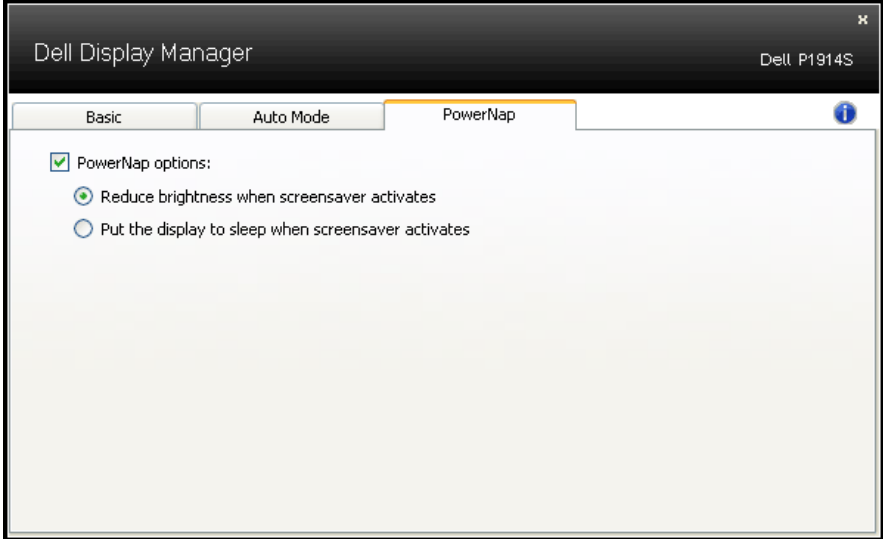 x
Dell Display Manager
Dell P1914S
Basic Auto Mode PowerNap
PowerNap options:
Reduce brightness when screensaver activates
Put the display to sleep when screensaver activates